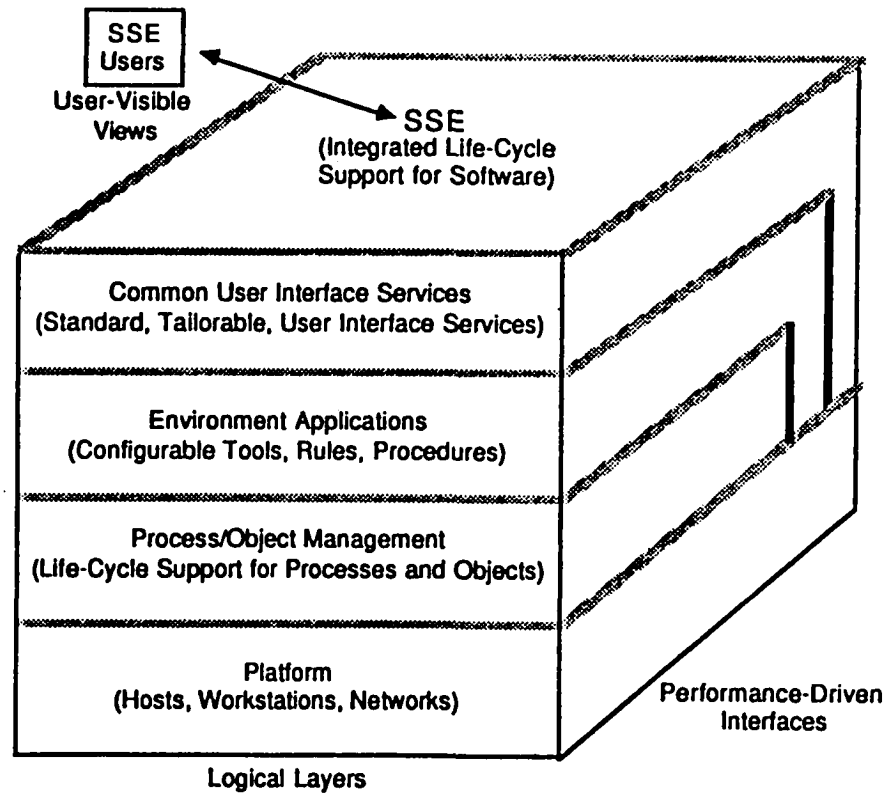 SSE
Users
User-Visible
Views
SSE
(Integrated Life-Cycle
Support for Software)
Common User Interface Services
(Standard, Tailorable, User Interface Services)
Environment Applications
(Configurable Tools, Rules, Procedures)
Process/Object Management
(Life-Cycle Support for Processes and Objects)
Platform
(Hosts, Workstations, Networks)
Performance-Driven
Interfaces
Logical Layers